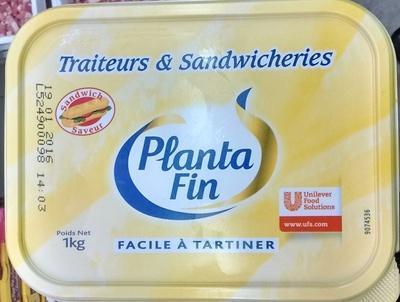 Traiteurs & Sandwicheries
19 01 2016
L524900098 14:03
Sandwich
Saveur
Planta
Fin
Unilever
Food
Solutions
www.ufs.com
Poids Net
1kg
FACILE À TARTINER
9074536